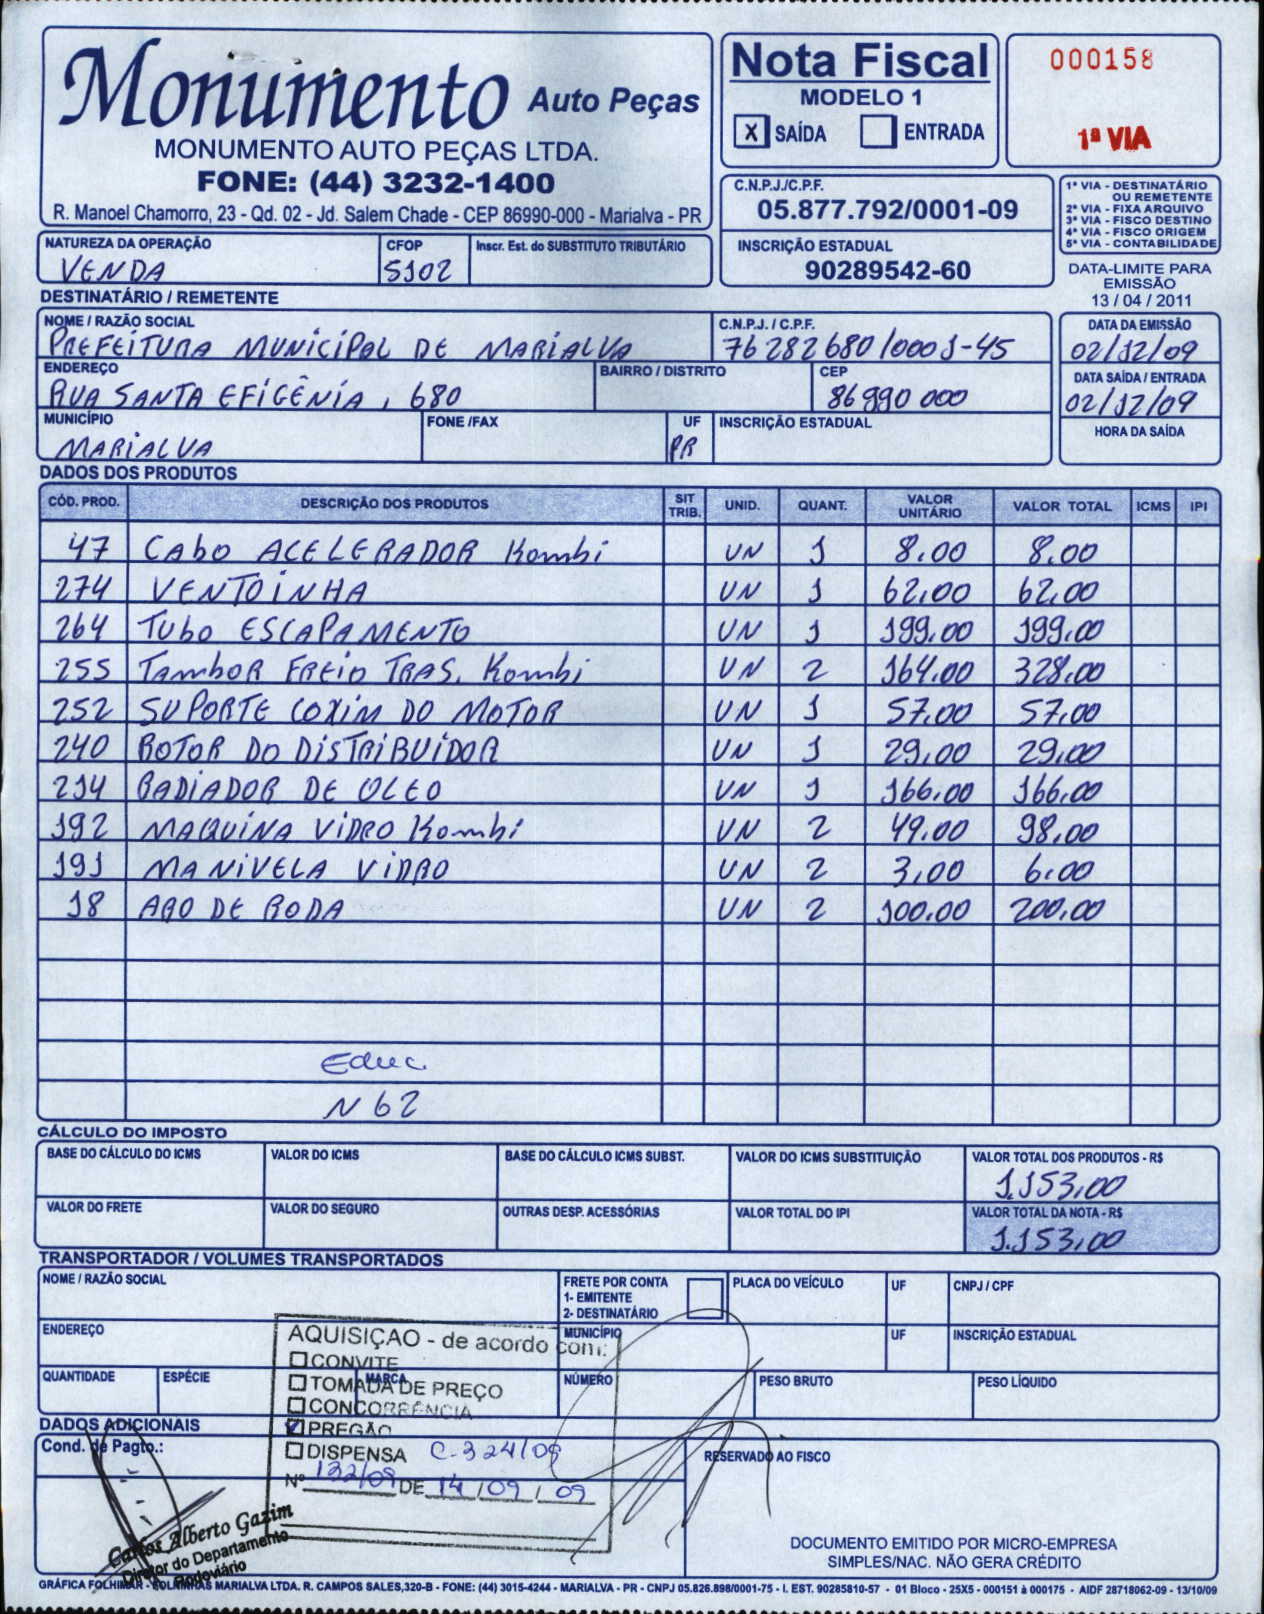 Monumento Auto Peças
MONUMENTO AUTO PEÇAS LTDA.
FONE: (44) 3232-1400
R. Manoel Chamorro, 23 - Qd. 02 - Jd. Salem Chade - CEP 86990-000 - Marialva - PR
Nota Fiscal
MODELO 1
X SAÍDA ENTRADA
000158
1ª VIA
C.N.P.J./C.P.F.
05.877.792/0001-09
INSCRIÇÃO ESTADUAL
90289542-60
1ª VIA - DESTINATÁRIO
OU REMETENTE
2ª VIA - FIXA ARQUIVO
3ª VIA - FISCO DESTINO
4ª VIA - FISCO ORIGEM
5ª VIA - CONTABILIDADE
DATA-LIMITE PARA
EMISSÃO
13 / 04 / 2011
NATUREZA DA OPERAÇÃO CFOP Inscr. Est. do SUBSTITUTO TRIBUTÁRIO
VENDA 5102
DESTINATÁRIO / REMETENTE
NOME / RAZÃO SOCIAL C.N.P.J. / C.P.F. DATA DA EMISSÃO
PREFEITURA MUNICIPAL DE MARIALVA 76 282 680/0001-45 02/12/09
ENDEREÇO BAIRRO / DISTRITO CEP DATA SAÍDA / ENTRADA
RUA SANTA EFIGÊNIA, 680 86990 000 02/12/09
MUNICÍPIO FONE /FAX UF INSCRIÇÃO ESTADUAL HORA DA SAÍDA
MARIALVA PR
DADOS DOS PRODUTOS
CÓD. PROD. DESCRIÇÃO DOS PRODUTOS SIT TRIB. UNID. QUANT. VALOR UNITÁRIO VALOR TOTAL ICMS IPI
47 CABO ACELERADOR Kombi UN 1 8,00 8,00
274 VENTOINHA UN 1 62,00 62,00
264 TUBO ESCAPAMENTO UN 1 199,00 199,00
255 TAMBOR FREIO TRAS. Kombi UN 2 164,00 328,00
252 SUPORTE COXIM DO MOTOR UN 1 57,00 57,00
240 ROTOR DO DISTRIBUIDOR UN 1 29,00 29,00
214 RADIADOR DE OLEO UN 1 166,00 166,00
192 MAQUINA VIDRO Kombi UN 2 49,00 98,00
191 MANIVELA VIDRO UN 2 3,00 6,00
18 ARO DE RODA UN 2 100,00 200,00
Educ.
N 62
CÁLCULO DO IMPOSTO
BASE DO CÁLCULO DO ICMS VALOR DO ICMS BASE DO CÁLCULO ICMS SUBST. VALOR DO ICMS SUBSTITUIÇÃO VALOR TOTAL DOS PRODUTOS - R$
1.153,00
VALOR DO FRETE VALOR DO SEGURO OUTRAS DESP. ACESSÓRIAS VALOR TOTAL DO IPI VALOR TOTAL DA NOTA - R$
1.153,00
TRANSPORTADOR / VOLUMES TRANSPORTADOS
NOME / RAZÃO SOCIAL FRETE POR CONTA PLACA DO VEÍCULO UF CNPJ / CPF
1- EMITENTE
2- DESTINATÁRIO
ENDEREÇO MUNICÍPIO UF INSCRIÇÃO ESTADUAL
QUANTIDADE ESPÉCIE MARCA NÚMERO PESO BRUTO PESO LÍQUIDO
AQUISIÇAO - de acordo com:
CONVITE
TOMADA DE PREÇO
CONCORRÊNCIA
PREGÃO
DISPENSA C-324/09
Nº 132/09 DE 14/09/09
DADOS ADICIONAIS
Cond. de Pagto.:
RESERVADO AO FISCO
Carlos Alberto Gazim
Diretor do Departamento
Rodoviário
DOCUMENTO EMITIDO POR MICRO-EMPRESA
SIMPLES/NAC. NÃO GERA CRÉDITO
GRÁFICA FOLHIMAR - FOLHINHAS MARIALVA LTDA. R. CAMPOS SALES,320-B - FONE: (44) 3015-4244 - MARIALVA - PR - CNPJ 05.826.898/0001-75 - I. EST. 90285810-57 - 01 Bloco - 25X5 - 000151 à 000175 - AIDF 28718062-09 - 13/10/09